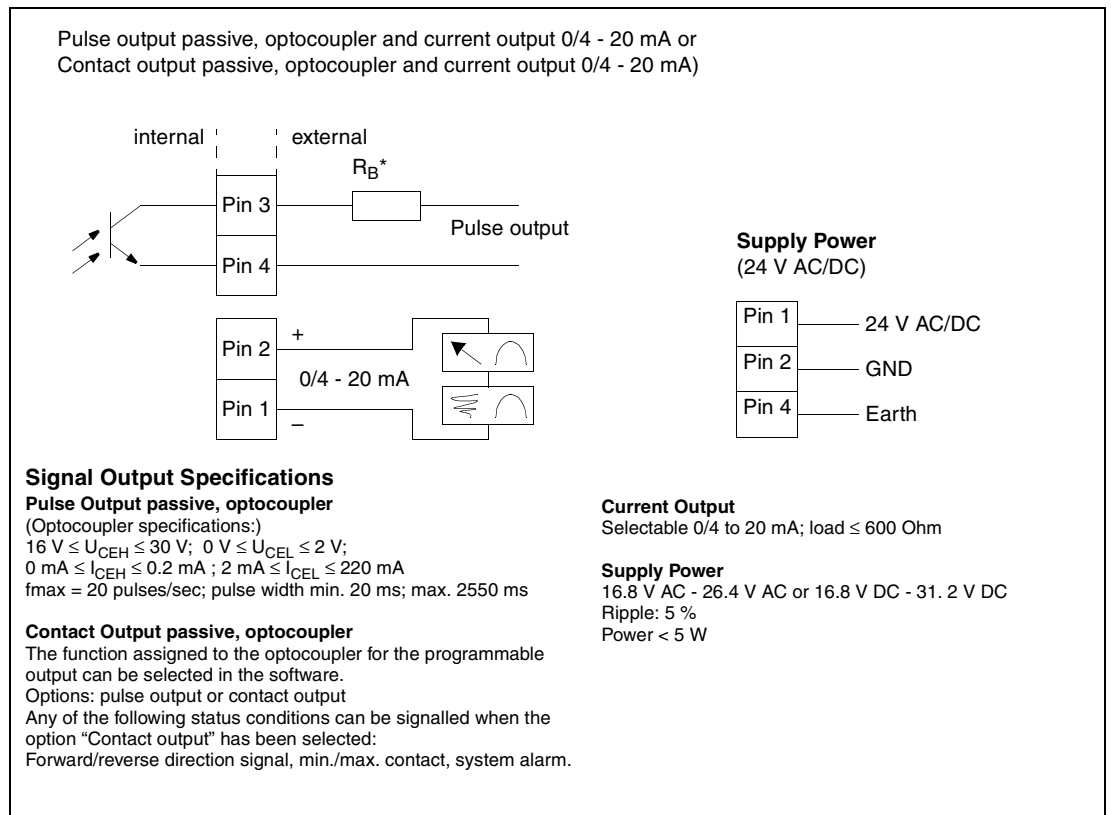 Pulse output passive, optocoupler and current output 0/4 - 20 mA or
Contact output passive, optocoupler and current output 0/4 - 20 mA)
internal
external
R_B*
Pin 3
Pulse output
Pin 4
Pin 2
+
0/4 - 20 mA
Pin 1
–
Supply Power
(24 V AC/DC)
Pin 1
24 V AC/DC
Pin 2
GND
Pin 4
Earth
Signal Output Specifications
Pulse Output passive, optocoupler
(Optocoupler specifications:)
16 V ≤ U_CEH ≤ 30 V; 0 V ≤ U_CEL ≤ 2 V;
0 mA ≤ I_CEH ≤ 0.2 mA ; 2 mA ≤ I_CEL ≤ 220 mA
fmax = 20 pulses/sec; pulse width min. 20 ms; max. 2550 ms
Contact Output passive, optocoupler
The function assigned to the optocoupler for the programmable
output can be selected in the software.
Options: pulse output or contact output
Any of the following status conditions can be signalled when the
option “Contact output” has been selected:
Forward/reverse direction signal, min./max. contact, system alarm.
Current Output
Selectable 0/4 to 20 mA; load ≤ 600 Ohm
Supply Power
16.8 V AC - 26.4 V AC or 16.8 V DC - 31. 2 V DC
Ripple: 5 %
Power < 5 W